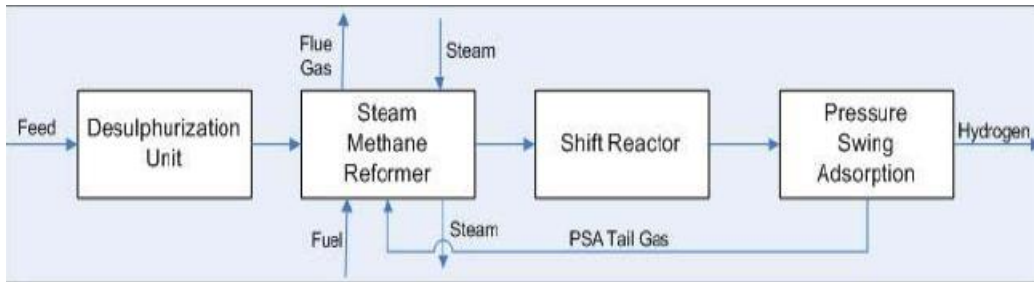 Flue
Gas
Steam
Feed
Desulphurization
Unit
Steam
Methane
Reformer
Shift Reactor
Pressure
Swing
Adsorption
Hydrogen
Fuel
Steam
PSA Tail Gas